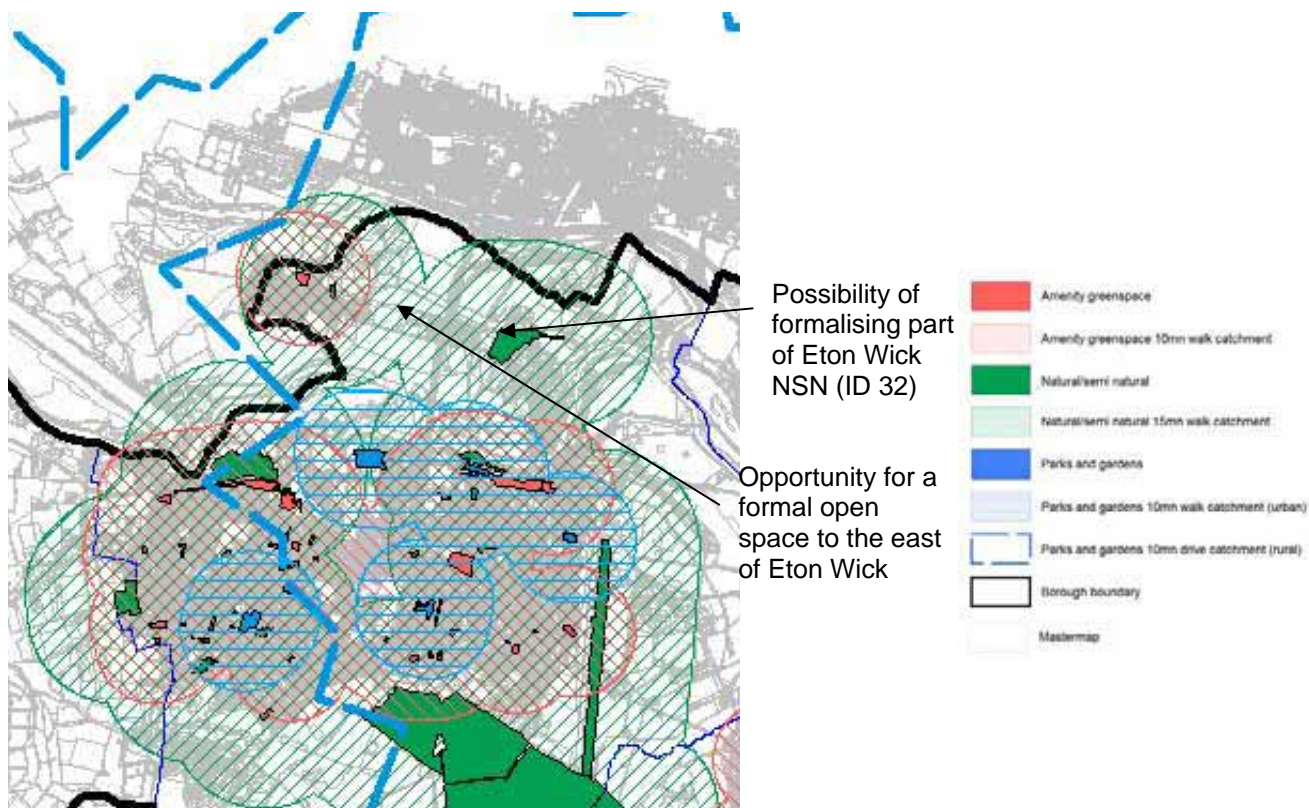 Possibility of
formalising part
of Eton Wick
NSN (ID 32)
Opportunity for a
formal open
space to the east
of Eton Wick
Amenity greenspace
Amenity greenspace 10mn walk catchment
Natural/semi natural
Natural/semi natural 15mn walk catchment
Parks and gardens
Parks and gardens 10mn walk catchment (urban)
Parks and gardens 10mn drive catchment (rural)
Borough boundary
Mastermap